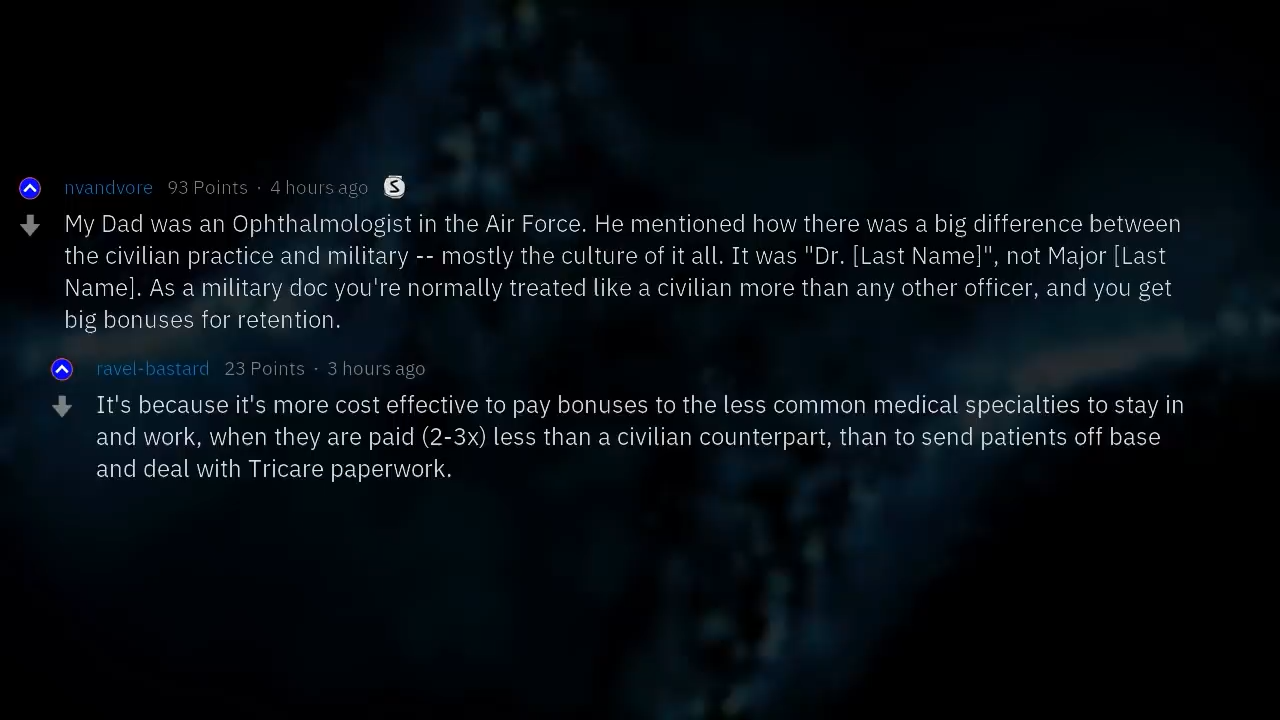 nvandvore 93 Points · 4 hours ago S
My Dad was an Ophthalmologist in the Air Force. He mentioned how there was a big difference between
the civilian practice and military -- mostly the culture of it all. It was "Dr. [Last Name]", not Major [Last
Name]. As a military doc you're normally treated like a civilian more than any other officer, and you get
big bonuses for retention.
ravel-bastard 23 Points · 3 hours ago
It's because it's more cost effective to pay bonuses to the less common medical specialties to stay in
and work, when they are paid (2-3x) less than a civilian counterpart, than to send patients off base
and deal with Tricare paperwork.